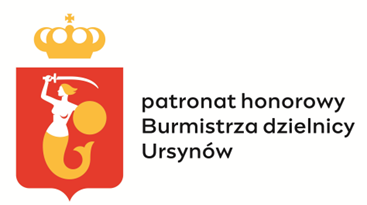 patronat honorowy
Burmistrza dzielnicy
Ursynów